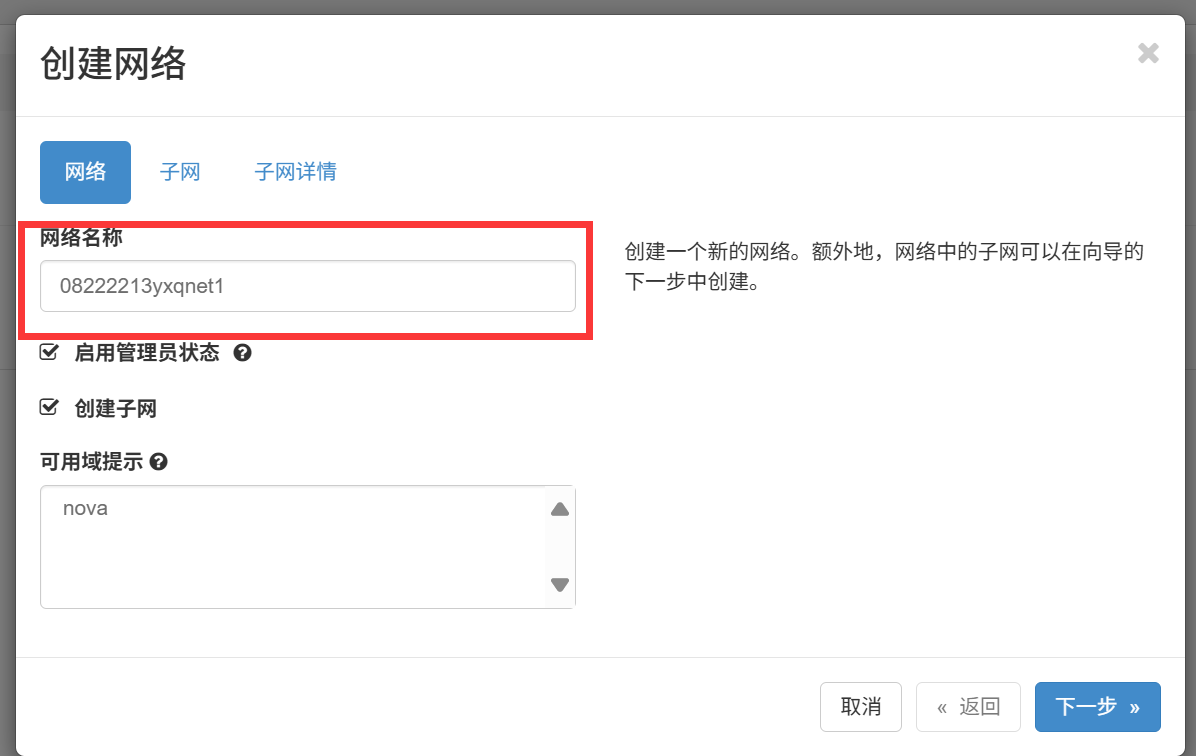 创建网络
网络
子网
子网详情
网络名称
08222213yxqnet1
启用管理员状态
创建子网
可用域提示
nova
创建一个新的网络。额外地，网络中的子网可以在向导的
下一步中创建。
取消
« 返回
下一步 »